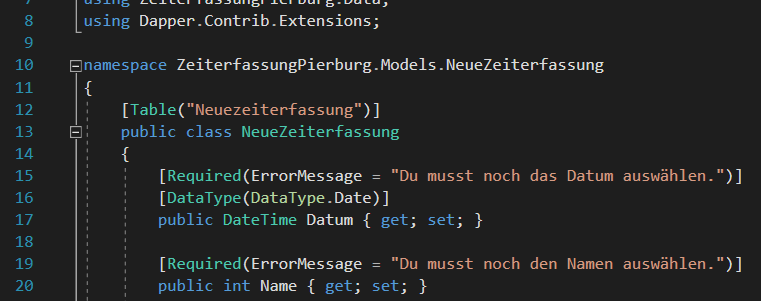 7 using ZeiterfassungPierburg.Data;
8 using Dapper.Contrib.Extensions;
9
10 namespace ZeiterfassungPierburg.Models.NeueZeiterfassung
11 {
12 [Table("Neuezeiterfassung")]
13 public class NeueZeiterfassung
14 {
15 [Required(ErrorMessage = "Du musst noch das Datum auswählen.")]
16 [DataType(DataType.Date)]
17 public DateTime Datum { get; set; }
18
19 [Required(ErrorMessage = "Du musst noch den Namen auswählen.")]
20 public int Name { get; set; }